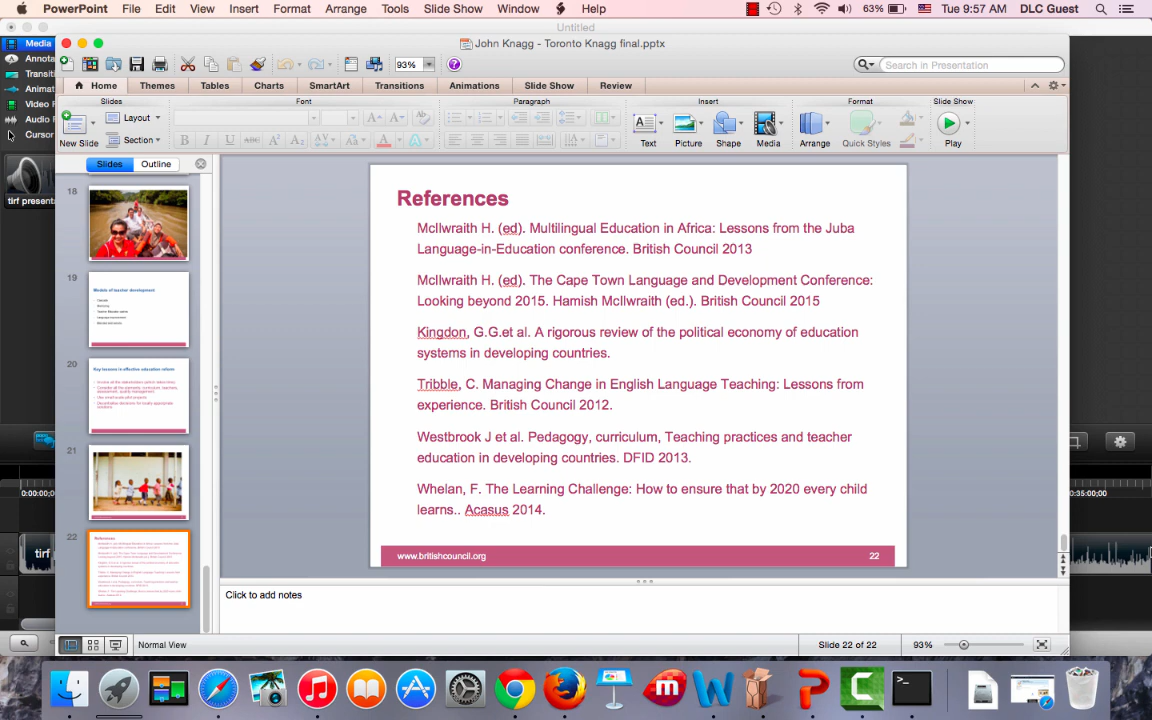 PowerPoint File Edit View Insert Format Arrange Tools Slide Show Window Help 63% Tue 9:57 AM DLC Guest
Untitled
John Knagg - Toronto Knagg final.pptx
Media
Annota
Transiti
Animat
Video F
Audio F
Cursor
tirf present
93% Search in Presentation
Home Themes Tables Charts SmartArt Transitions Animations Slide Show Review
Slides Font Paragraph Insert Format Slide Show
New Slide Layout Section Text Picture Shape Media Arrange Quick Styles Play
Slides Outline
18
19
Models of teacher development
20
Key lessons in effective education reform
21
22
References
References
McIlwraith H. (ed). Multilingual Education in Africa: Lessons from the Juba
Language-in-Education conference. British Council 2013
McIlwraith H. (ed). The Cape Town Language and Development Conference:
Looking beyond 2015. Hamish McIlwraith (ed.). British Council 2015
Kingdon, G.G.et al. A rigorous review of the political economy of education
systems in developing countries.
Tribble, C. Managing Change in English Language Teaching: Lessons from
experience. British Council 2012.
Westbrook J et al. Pedagogy, curriculum, Teaching practices and teacher
education in developing countries. DFID 2013.
Whelan, F. The Learning Challenge: How to ensure that by 2020 every child
learns.. Acasus 2014.
www.britishcouncil.org 22
Click to add notes
0:00:00;0
0:35:00;00
tirf
Normal View Slide 22 of 22 93%